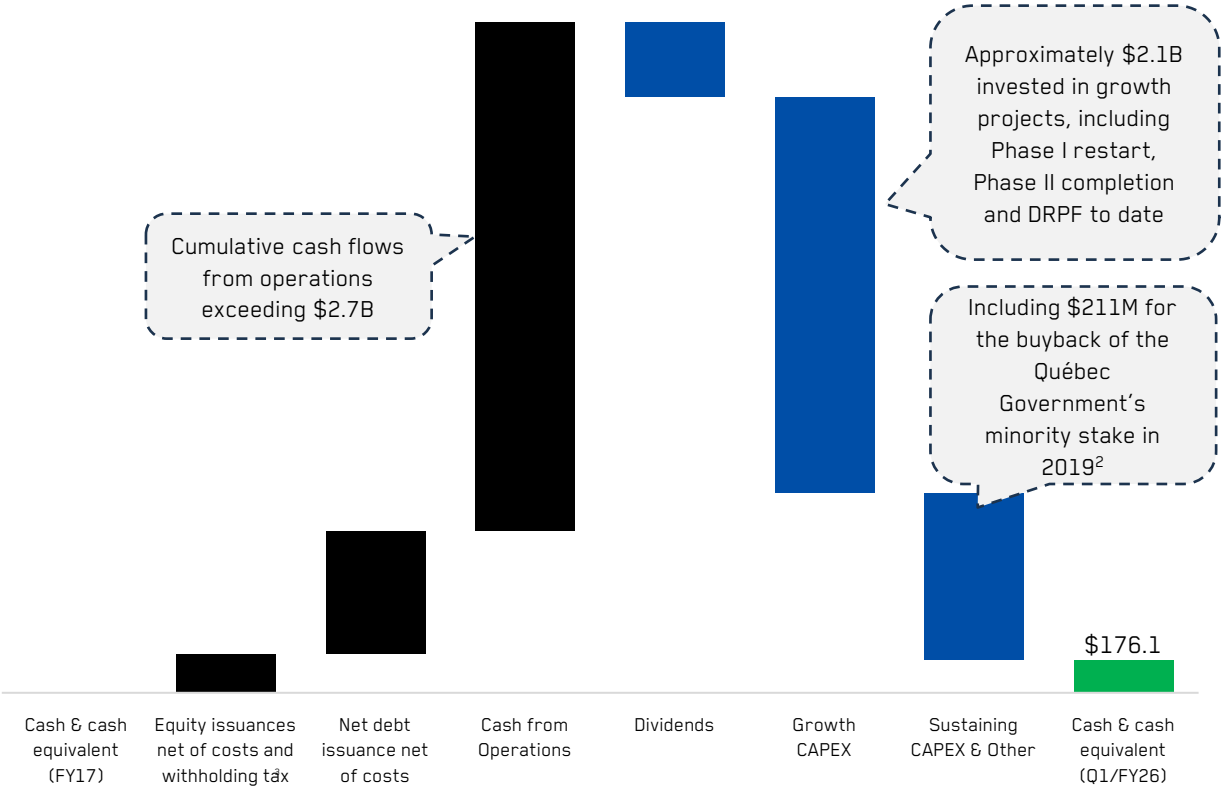 Approximately $2.1B
invested in growth
projects, including
Phase I restart,
Phase II completion
and DRPF to date
Cumulative cash flows
from operations
exceeding $2.7B
Including $211M for
the buyback of the
Québec
Government’s
minority stake in
2019²
$176.1
Cash & cash
equivalent
(FY17)
Equity issuances
net of costs and
withholding tax
Net debt
issuance net
of costs
Cash from
Operations
Dividends
Growth
CAPEX
Sustaining
CAPEX & Other
Cash & cash
equivalent
(Q1/FY26)